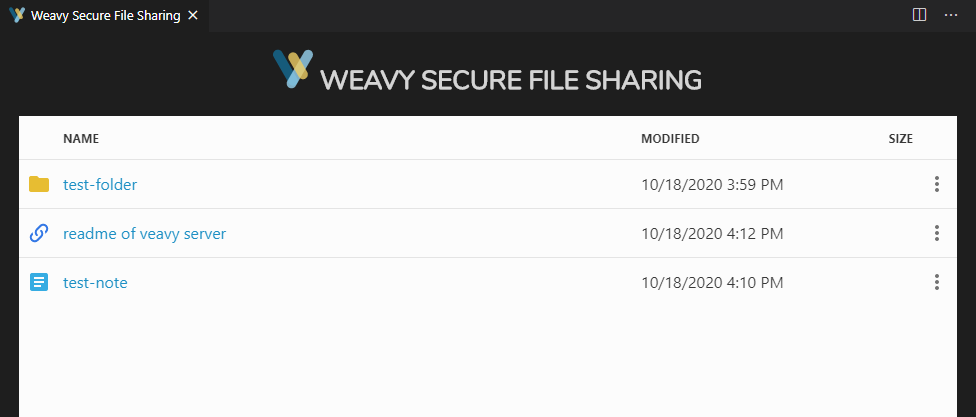 Weavy Secure File Sharing
WEAVY SECURE FILE SHARING
NAME MODIFIED SIZE
test-folder 10/18/2020 3:59 PM
readme of veavy server 10/18/2020 4:12 PM
test-note 10/18/2020 4:10 PM